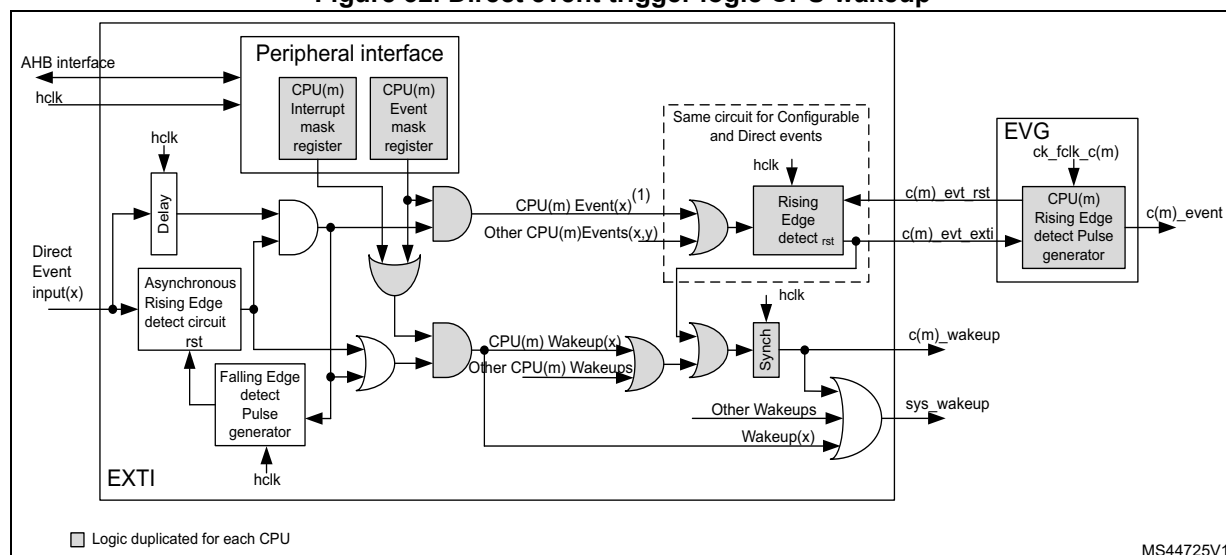 Figure 82. Direct event trigger logic CPU wakeup
AHB interface
hclk
Peripheral interface
CPU(m)
Interrupt
mask
register
CPU(m)
Event
mask
register
hclk
Delay
Direct
Event
input(x)
Asynchronous
Rising Edge
detect circuit
rst
Falling Edge
detect
Pulse
generator
hclk
EXTI
CPU(m) Event(x)(1)
Other CPU(m)Events(x,y)
Same circuit for Configurable
and Direct events
hclk
Rising
Edge
detect rst
c(m)_evt_rst
c(m)_evt_exti
EVG
ck_fclk_c(m)
CPU(m)
Rising Edge
detect Pulse
generator
c(m)_event
CPU(m) Wakeup(x)
Other CPU(m) Wakeups
hclk
Synch
c(m)_wakeup
Other Wakeups
Wakeup(x)
sys_wakeup
Logic duplicated for each CPU
MS44725V1